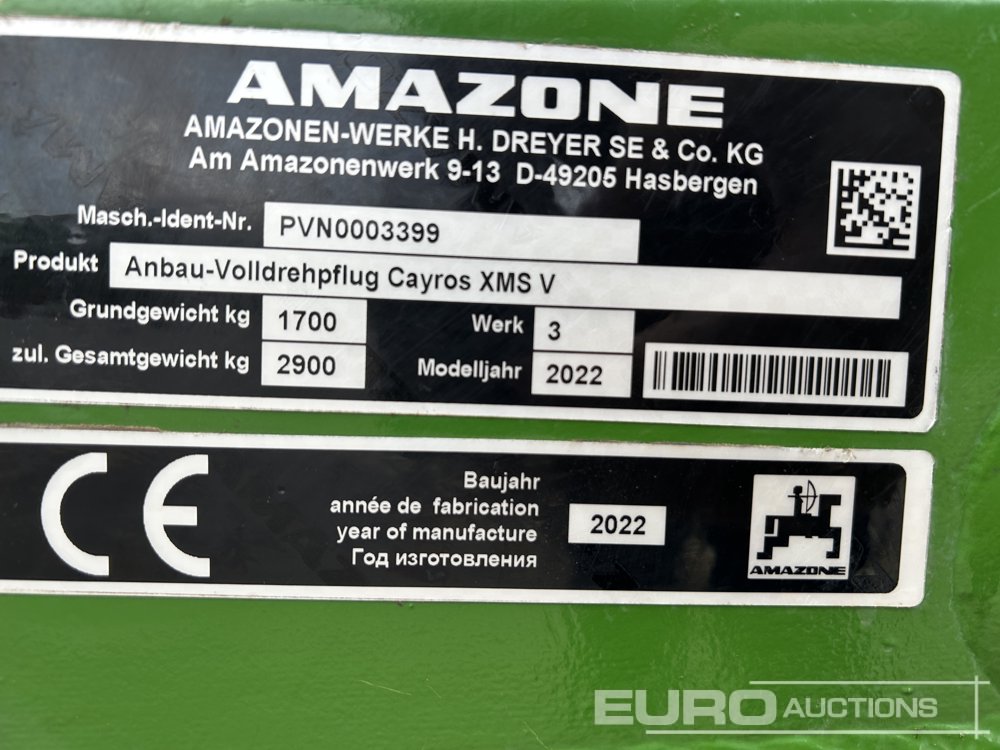 AMAZONE
AMAZONEN-WERKE H. DREYER SE & Co. KG
Am Amazonenwerk 9-13 D-49205 Hasbergen
Masch.-Ident-Nr. PVN0003399
Produkt Anbau-Volldrehpflug Cayros XMS V
Grundgewicht kg 1700 Werk 3
zul. Gesamtgewicht kg 2900 Modelljahr 2022
CE
Baujahr
année de fabrication
year of manufacture
Год изготовления
2022
AMAZONE
EURO AUCTIONS